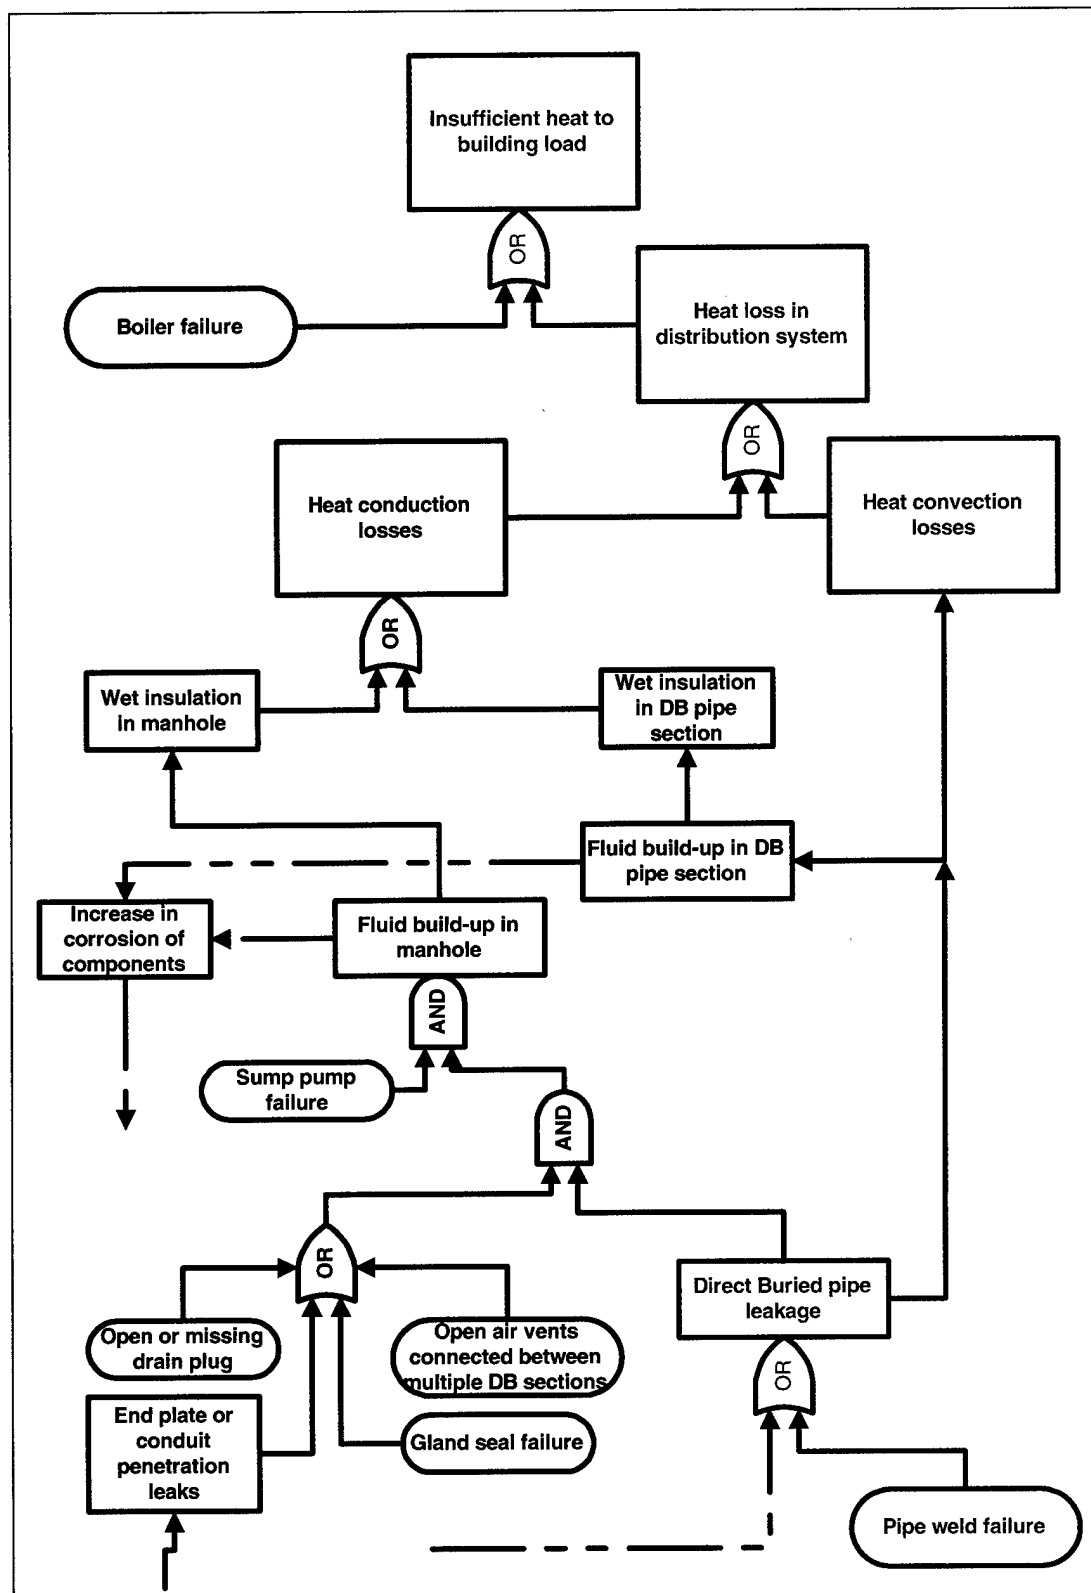 Insufficient heat to
building load
OR
Boiler failure
Heat loss in
distribution system
OR
Heat conduction
losses
Heat convection
losses
OR
Wet insulation
in manhole
Wet insulation
in DB pipe
section
Fluid build-up in DB
pipe section
Increase in
corrosion of
components
Fluid build-up in
manhole
AND
Sump pump
failure
AND
OR
Direct Buried pipe
leakage
Open or missing
drain plug
Open air vents
connected between
multiple DB sections
OR
End plate or
conduit
penetration
leaks
Gland seal failure
Pipe weld failure